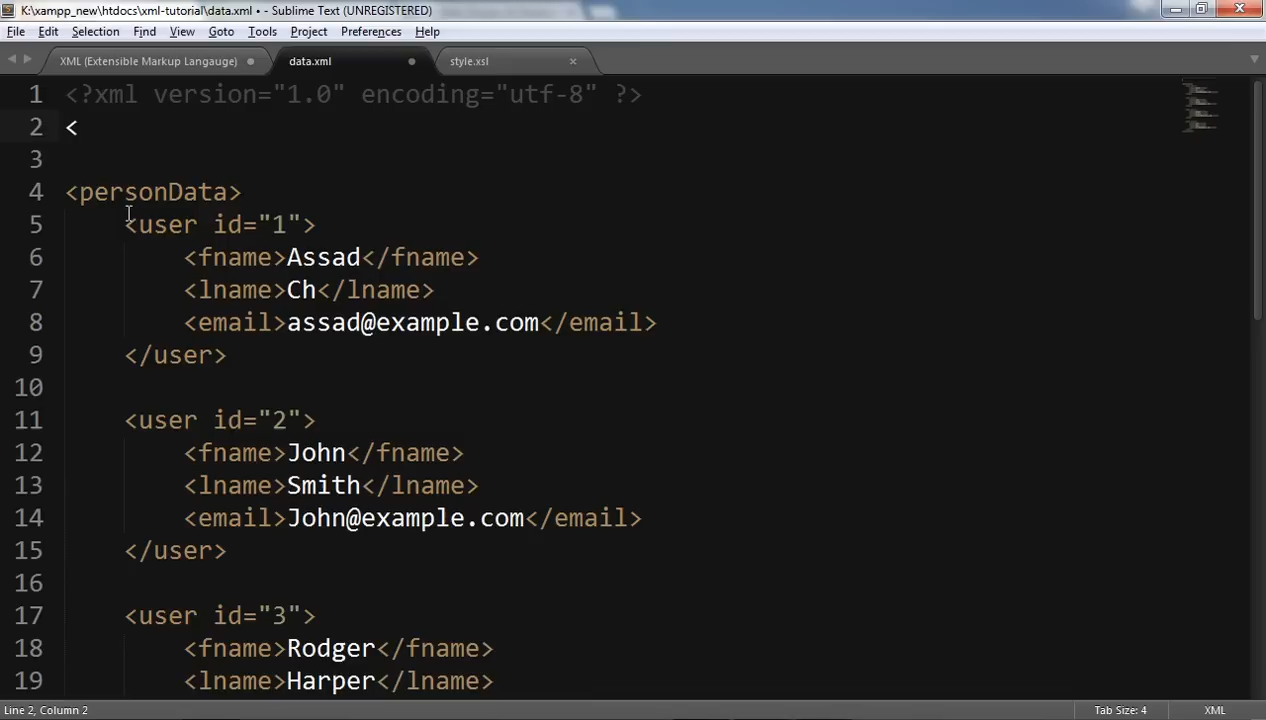 K:\xampp_new\htdocs\xml-tutorial\data.xml • - Sublime Text (UNREGISTERED)
File Edit Selection Find View Goto Tools Project Preferences Help
XML (Extensible Markup Langauge) data.xml style.xsl
1 <?xml version="1.0" encoding="utf-8" ?>
2 <
3
4 <personData>
5 <user id="1">
6 <fname>Assad</fname>
7 <lname>Ch</lname>
8 <email>assad@example.com</email>
9 </user>
10
11 <user id="2">
12 <fname>John</fname>
13 <lname>Smith</lname>
14 <email>John@example.com</email>
15 </user>
16
17 <user id="3">
18 <fname>Rodger</fname>
19 <lname>Harper</lname>
Line 2, Column 2 Tab Size: 4 XML